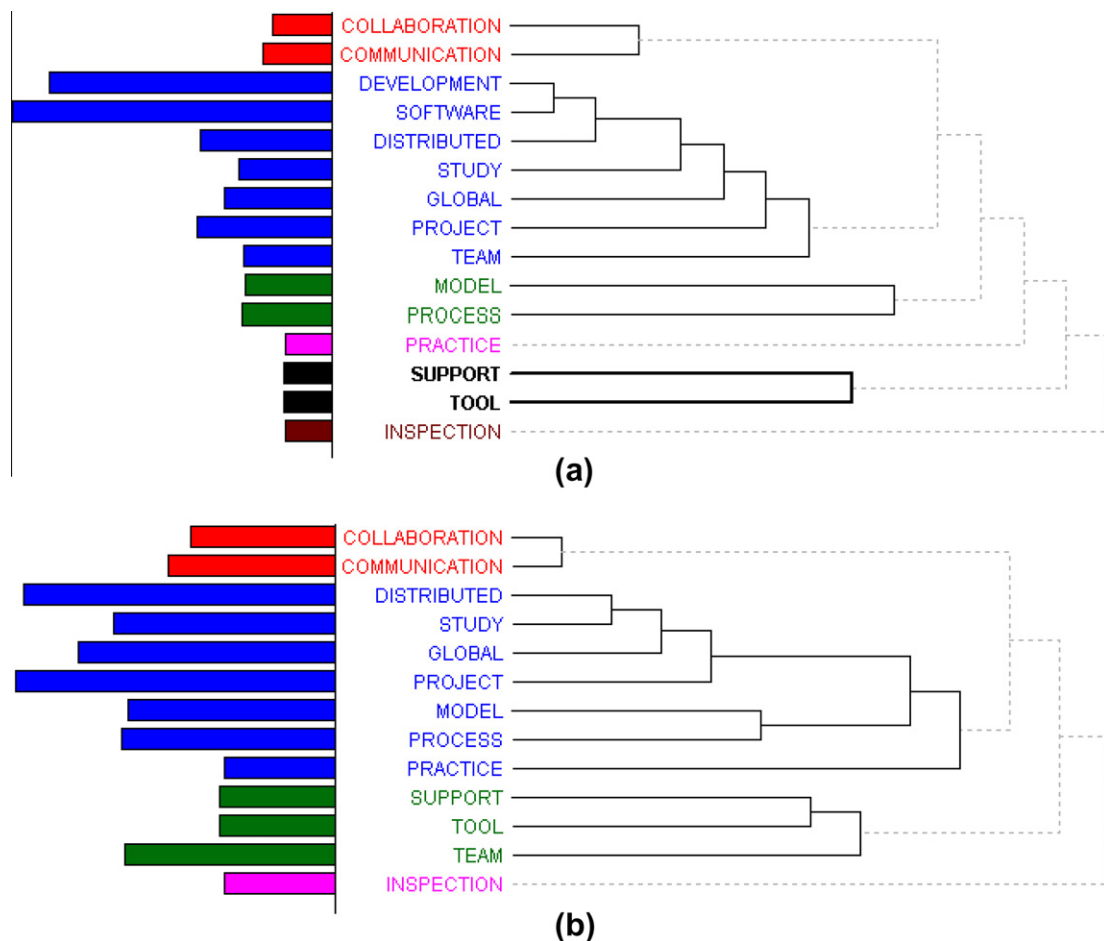 COLLABORATION
COMMUNICATION
DEVELOPMENT
SOFTWARE
DISTRIBUTED
STUDY
GLOBAL
PROJECT
TEAM
MODEL
PROCESS
PRACTICE
SUPPORT
TOOL
INSPECTION
(a)
COLLABORATION
COMMUNICATION
DISTRIBUTED
STUDY
GLOBAL
PROJECT
MODEL
PROCESS
PRACTICE
SUPPORT
TOOL
TEAM
INSPECTION
(b)